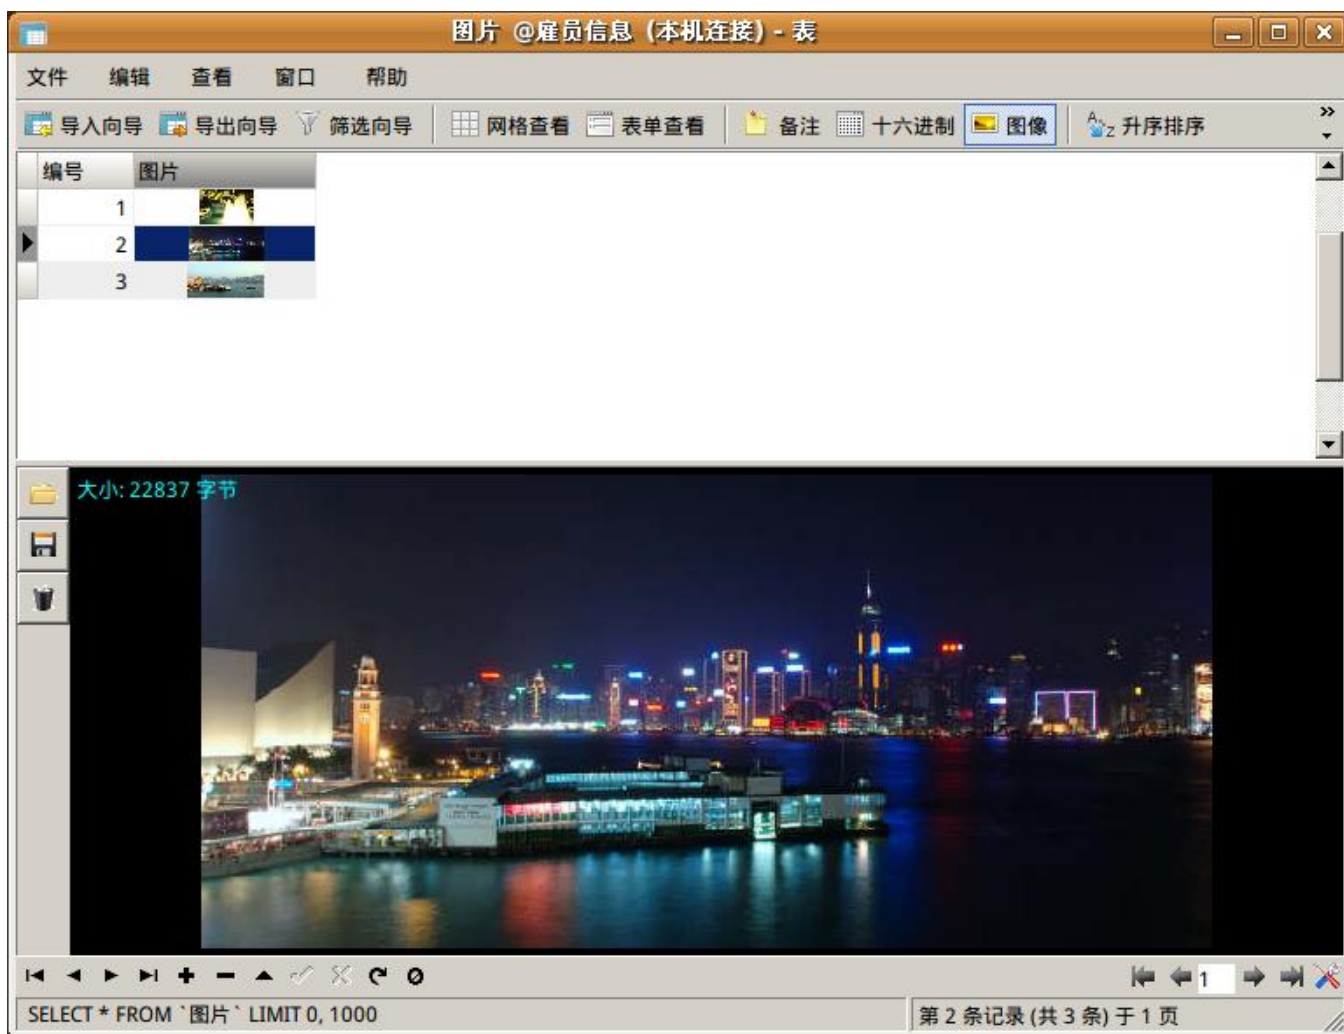 图片 @雇员信息 (本机连接) - 表
文件 编辑 查看 窗口 帮助
导入向导 导出向导 筛选向导 网格查看 表单查看 备注 十六进制 图像 升序排序
编号 图片
1
2
3
大小: 22837 字节
1
SELECT * FROM `图片` LIMIT 0, 1000 第 2 条记录 (共 3 条) 于 1 页